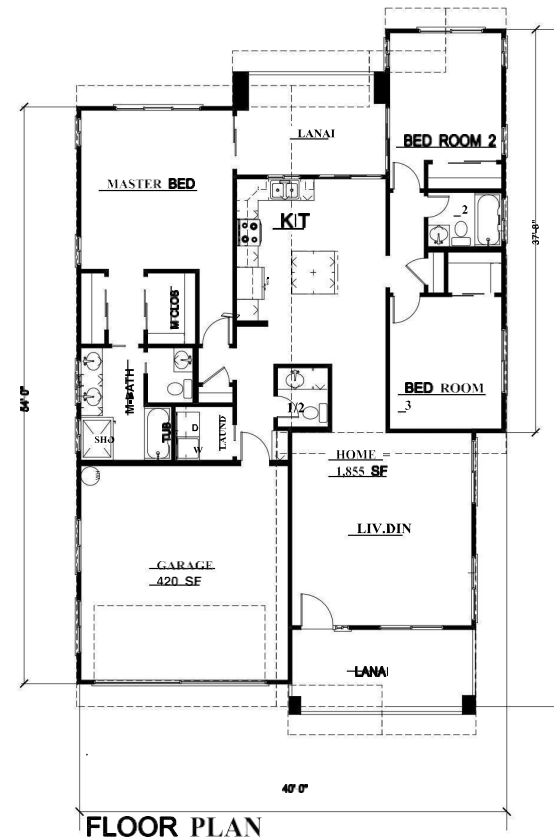 LANAI
BED ROOM 2
MASTER BED
KIT
2
37'-8"
M CLOS
54' 0"
M-BATH
BED ROOM
3
1/2
SHO
TUB
D
W
LAUND
HOME =
1,855 SF
LIV.DIN
GARAGE
420 SF
LANAI
40' 0"
FLOOR PLAN